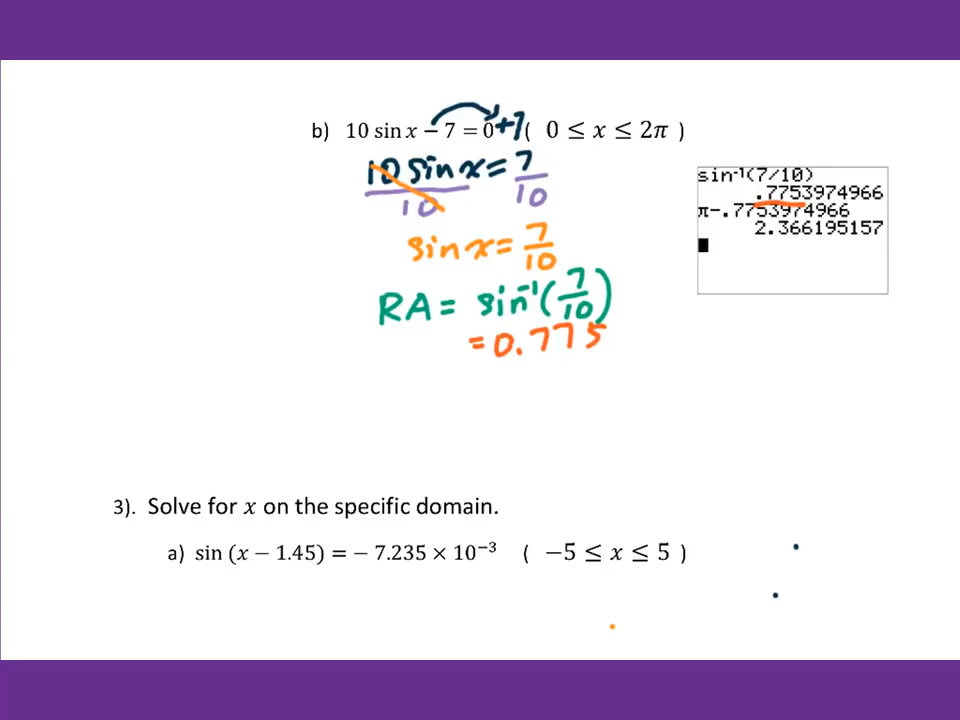 b) 10 sin x − 7 = 0 +7 ( 0 ≤ x ≤ 2π )
10 sin x = 7
10 10
sin x = 7/10
RA = sin⁻¹(7/10)
= 0.775
sin⁻¹(7/10)
.7753974966
π-.7753974966
2.366195157
3). Solve for x on the specific domain.
a) sin (x − 1.45) = − 7.235 × 10⁻³ ( −5 ≤ x ≤ 5 )